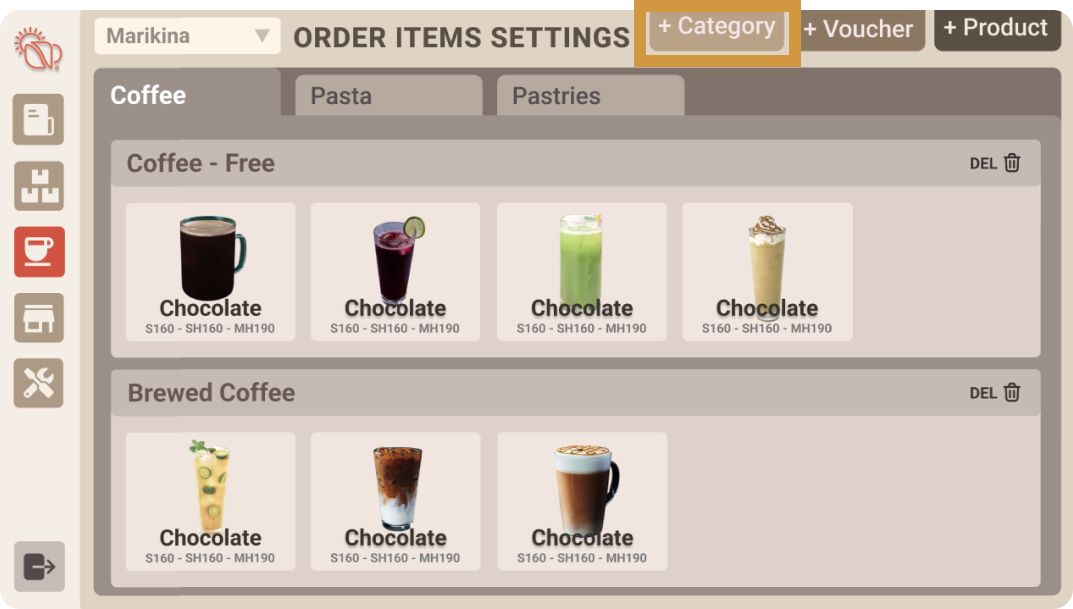 Marikina
ORDER ITEMS SETTINGS
+ Category
+ Voucher
+ Product
Coffee
Pasta
Pastries
Coffee - Free
DEL
Chocolate
S160 - SH160 - MH190
Chocolate
S160 - SH160 - MH190
Chocolate
S160 - SH160 - MH190
Chocolate
S160 - SH160 - MH190
Brewed Coffee
DEL
Chocolate
S160 - SH160 - MH190
Chocolate
S160 - SH160 - MH190
Chocolate
S160 - SH160 - MH190